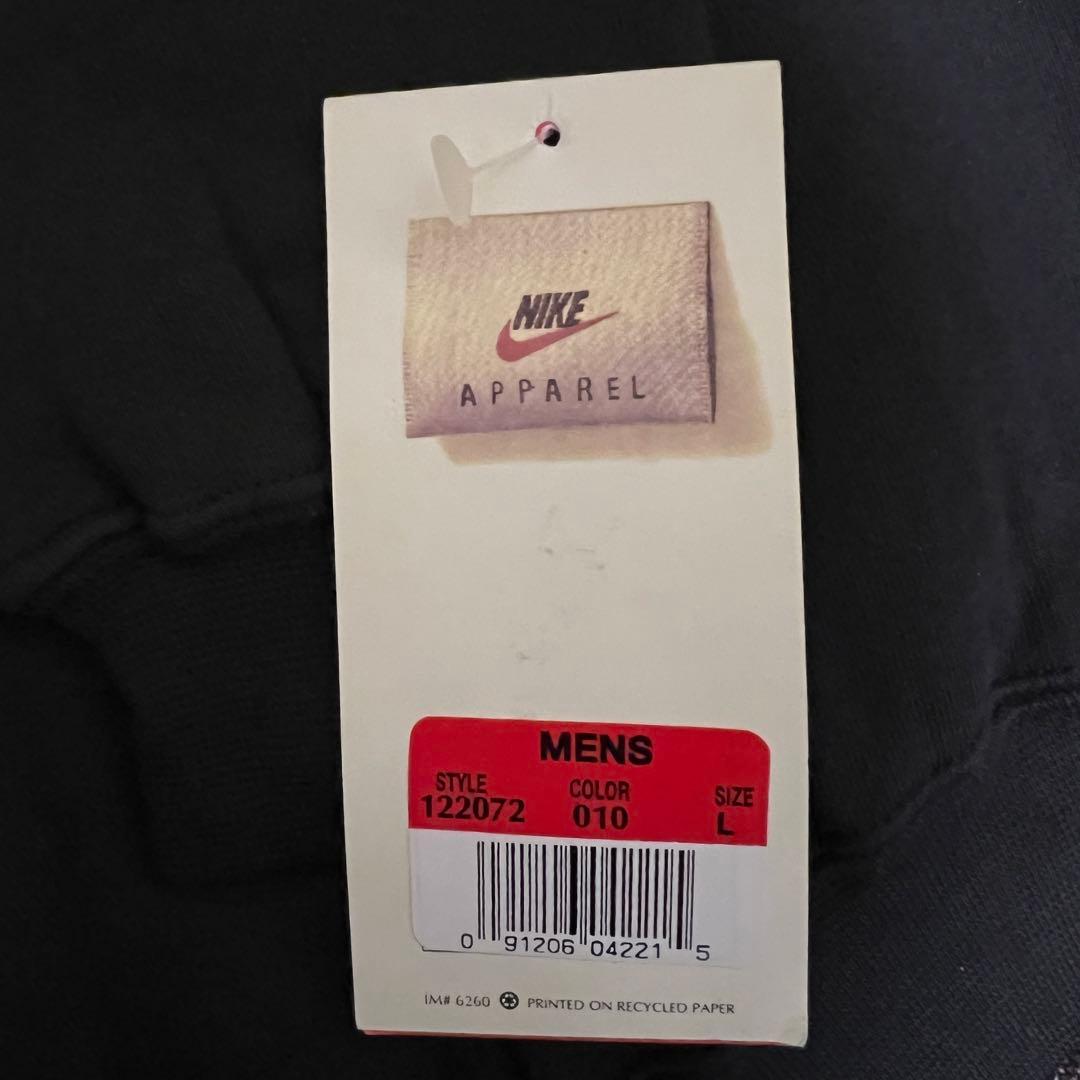 NIKE
APPAREL
MENS
STYLE COLOR SIZE
122072 010 L
0 91206 04221 5
IM# 6260 PRINTED ON RECYCLED PAPER